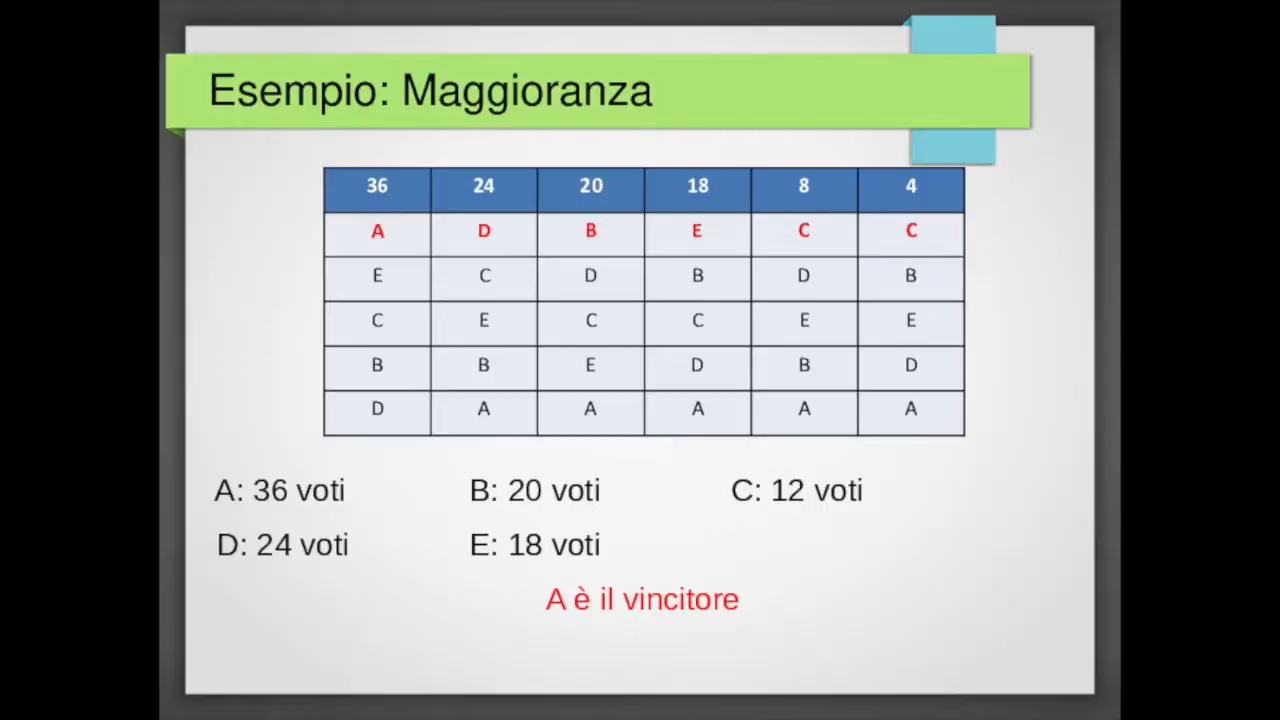 Esempio: Maggioranza
36 24 20 18 8 4
A D B E C C
E C D B D B
C E C C E E
B B E D B D
D A A A A A
A: 36 voti B: 20 voti C: 12 voti
D: 24 voti E: 18 voti
A è il vincitore